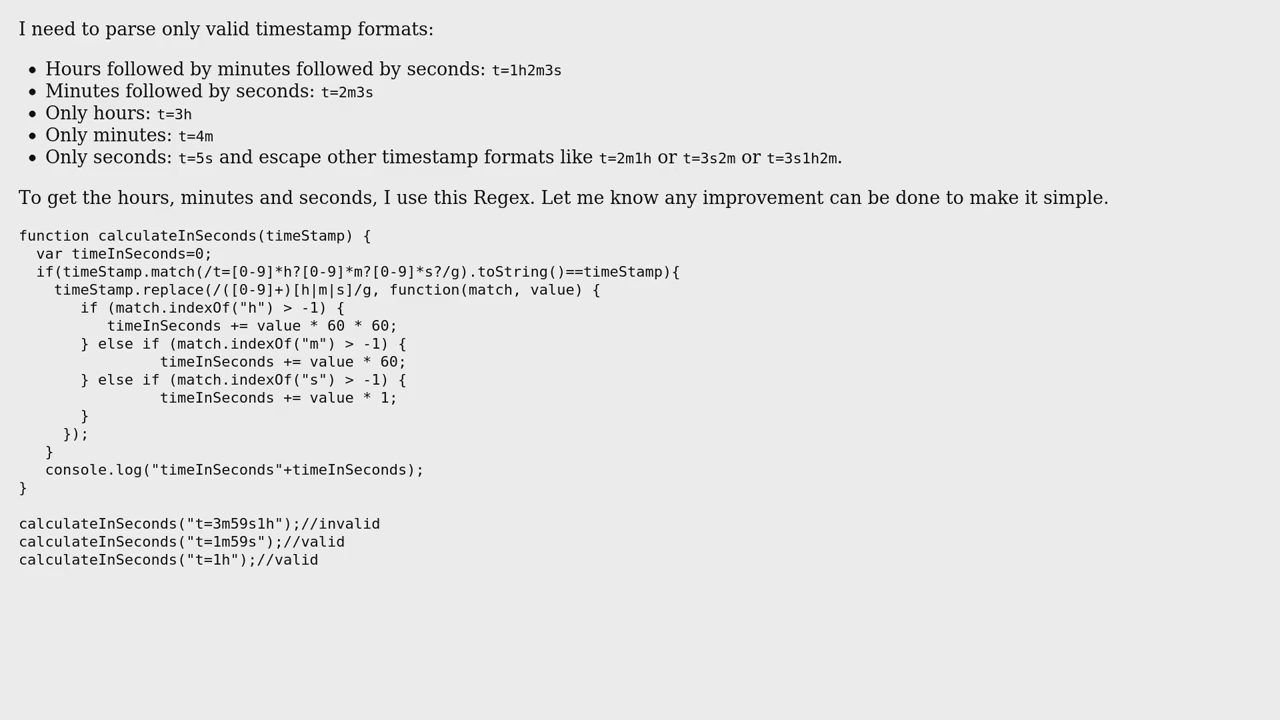 I need to parse only valid timestamp formats:
• Hours followed by minutes followed by seconds: t=1h2m3s
• Minutes followed by seconds: t=2m3s
• Only hours: t=3h
• Only minutes: t=4m
• Only seconds: t=5s and escape other timestamp formats like t=2m1h or t=3s2m or t=3s1h2m.
To get the hours, minutes and seconds, I use this Regex. Let me know any improvement can be done to make it simple.
function calculateInSeconds(timeStamp) {
  var timeInSeconds=0;
  if(timeStamp.match(/t=[0-9]*h?[0-9]*m?[0-9]*s?/g).toString()==timeStamp){
    timeStamp.replace(/([0-9]+)[h|m|s]/g, function(match, value) {
       if (match.indexOf("h") > -1) {
          timeInSeconds += value * 60 * 60;
       } else if (match.indexOf("m") > -1) {
                timeInSeconds += value * 60;
       } else if (match.indexOf("s") > -1) {
                timeInSeconds += value * 1;
       }
     });
   }
   console.log("timeInSeconds"+timeInSeconds);
}
calculateInSeconds("t=3m59s1h");//invalid
calculateInSeconds("t=1m59s");//valid
calculateInSeconds("t=1h");//valid